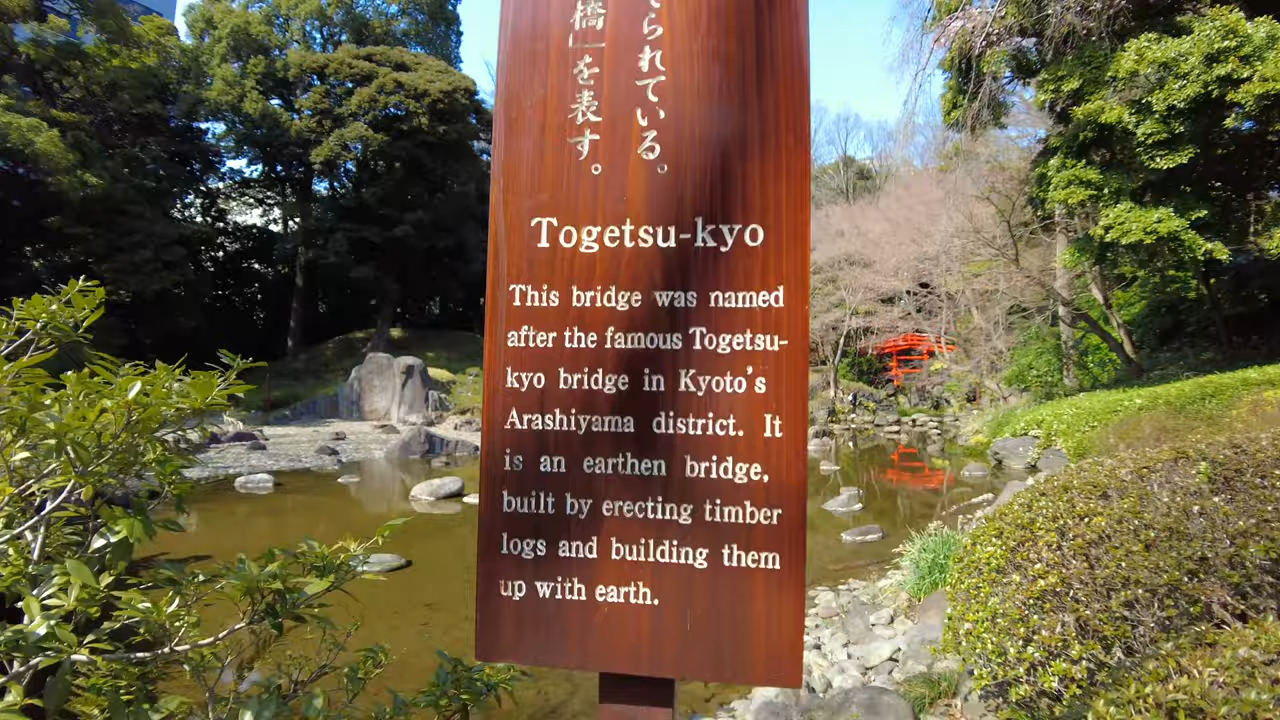 てられている。
橋」を表す。
Togetsu-kyo
This bridge was named
after the famous Togetsu-
kyo bridge in Kyoto's
Arashiyama district. It
is an earthen bridge,
built by erecting timber
logs and building them
up with earth.